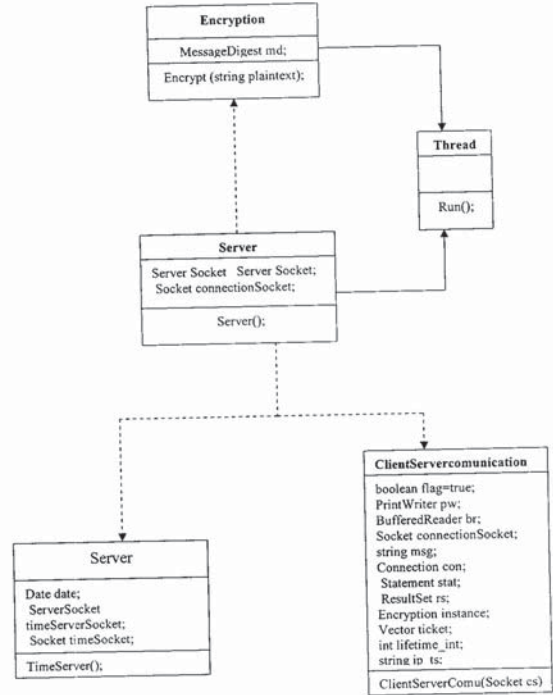 Encryption
MessageDigest md;
Encrypt (string plaintext);
Thread
Run();
Server
Server Socket Server Socket;
Socket connectionSocket;
Server();
ClientServercomunication
boolean flag=true;
PrintWriter pw;
BufferedReader br;
Socket connectionSocket;
string msg;
Connection con;
Statement stat;
ResultSet rs;
Encryption instance;
Vector ticket;
int lifetime_int;
string ip_ts;
ClientServerComu(Socket cs)
Server
Date date;
ServerSocket
timeServerSocket;
Socket timeSocket;
TimeServer();